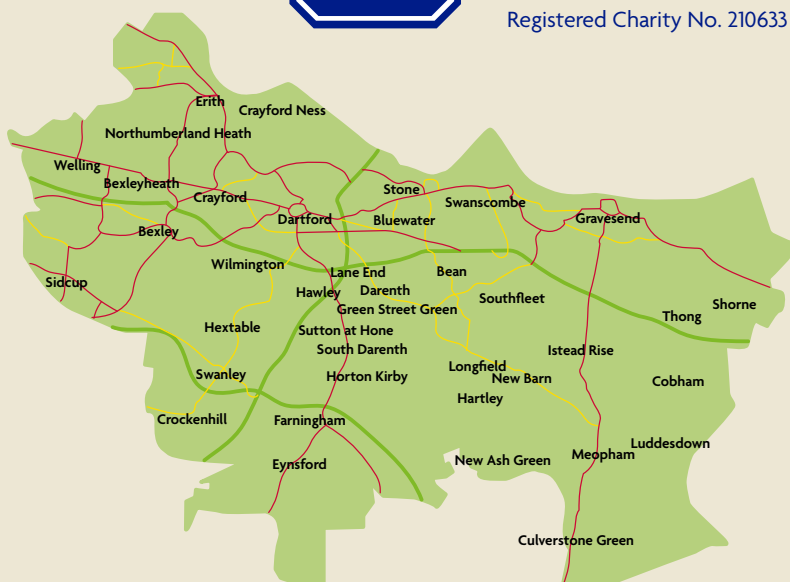 Registered Charity No. 210633
Erith
Crayford Ness
Northumberland Heath
Welling
Bexleyheath
Crayford
Stone
Swanscombe
Dartford
Bluewater
Gravesend
Bexley
Wilmington
Lane End
Bean
Sidcup
Hawley
Darenth
Southfleet
Green Street Green
Shorne
Thong
Hextable
Sutton at Hone
South Darenth
Istead Rise
Swanley
Horton Kirby
Longfield
New Barn
Cobham
Hartley
Crockenhill
Farningham
Luddesdown
Meopham
Eynsford
New Ash Green
Culverstone Green